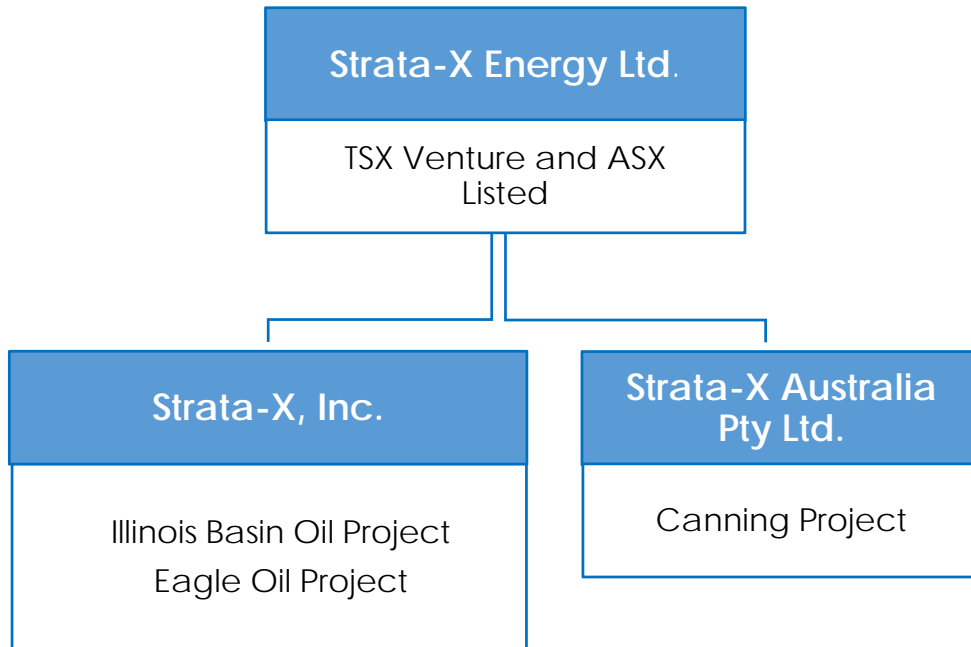 Strata-X Energy Ltd.
TSX Venture and ASX
Listed
Strata-X, Inc.
Illinois Basin Oil Project
Eagle Oil Project
Strata-X Australia
Pty Ltd.
Canning Project